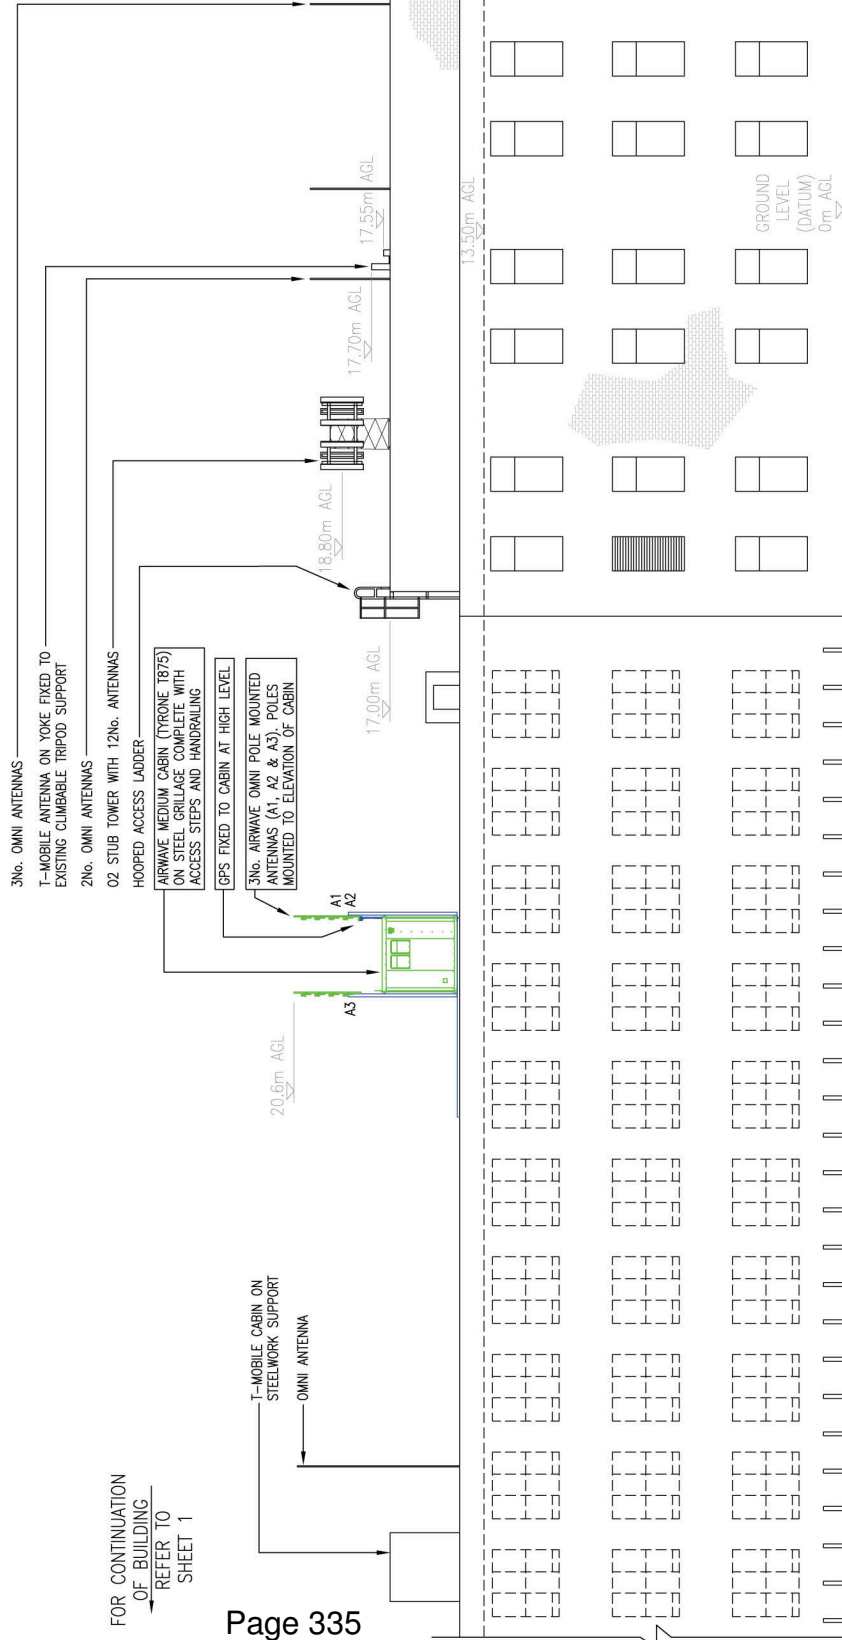 3No. OMNI ANTENNAS
T-MOBILE ANTENNA ON YOKE FIXED TO
EXISTING CLIMBABLE TRIPOD SUPPORT
2No. OMNI ANTENNAS
O2 STUB TOWER WITH 12No. ANTENNAS
HOOPED ACCESS LADDER
AIRWAVE MEDIUM CABIN (TYRONE T875)
ON STEEL GRILLAGE COMPLETE WITH
ACCESS STEPS AND HANDRAILING
GPS FIXED TO CABIN AT HIGH LEVEL
3No. AIRWAVE OMNI POLE MOUNTED
ANTENNAS (A1, A2 & A3). POLES
MOUNTED TO ELEVATION OF CABIN
FOR CONTINUATION
OF BUILDING
REFER TO
SHEET 1
T-MOBILE CABIN ON
STEELWORK SUPPORT
OMNI ANTENNA
20.6m AGL
A3
A1
A2
17.00m AGL
18.80m AGL
17.70m AGL
17.55m AGL
13.50m AGL
GROUND
LEVEL
(DATUM)
0m AGL
Page 335